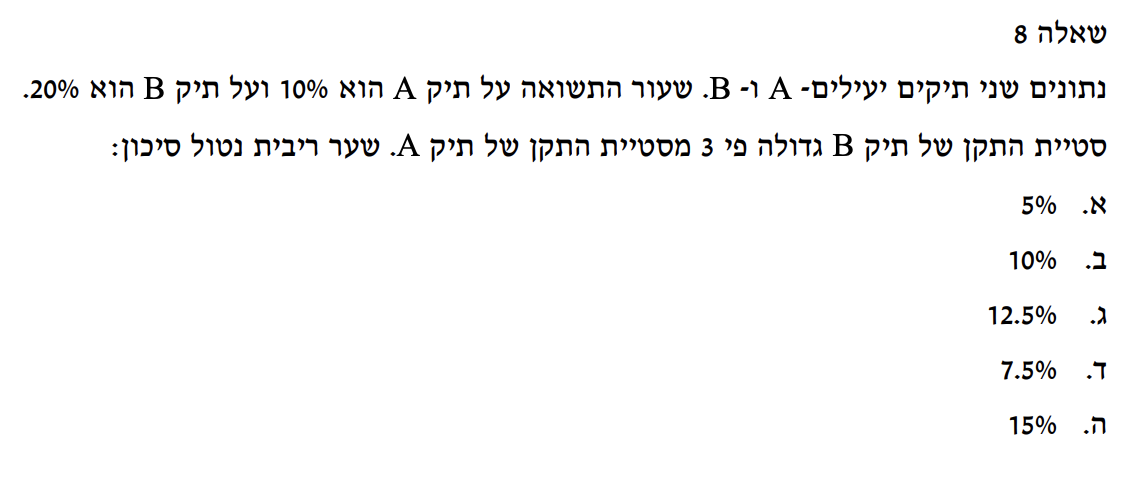 שאלה 8
נתונים שני תיקים יעילים- A ו- B. שעור התשואה על תיק A הוא 10% ועל תיק B הוא 20%.
סטיית התקן של תיק B גדולה פי 3 מסטיית התקן של תיק A. שער ריבית נטול סיכון:
א. 5%
ב. 10%
ג. 12.5%
ד. 7.5%
ה. 15%